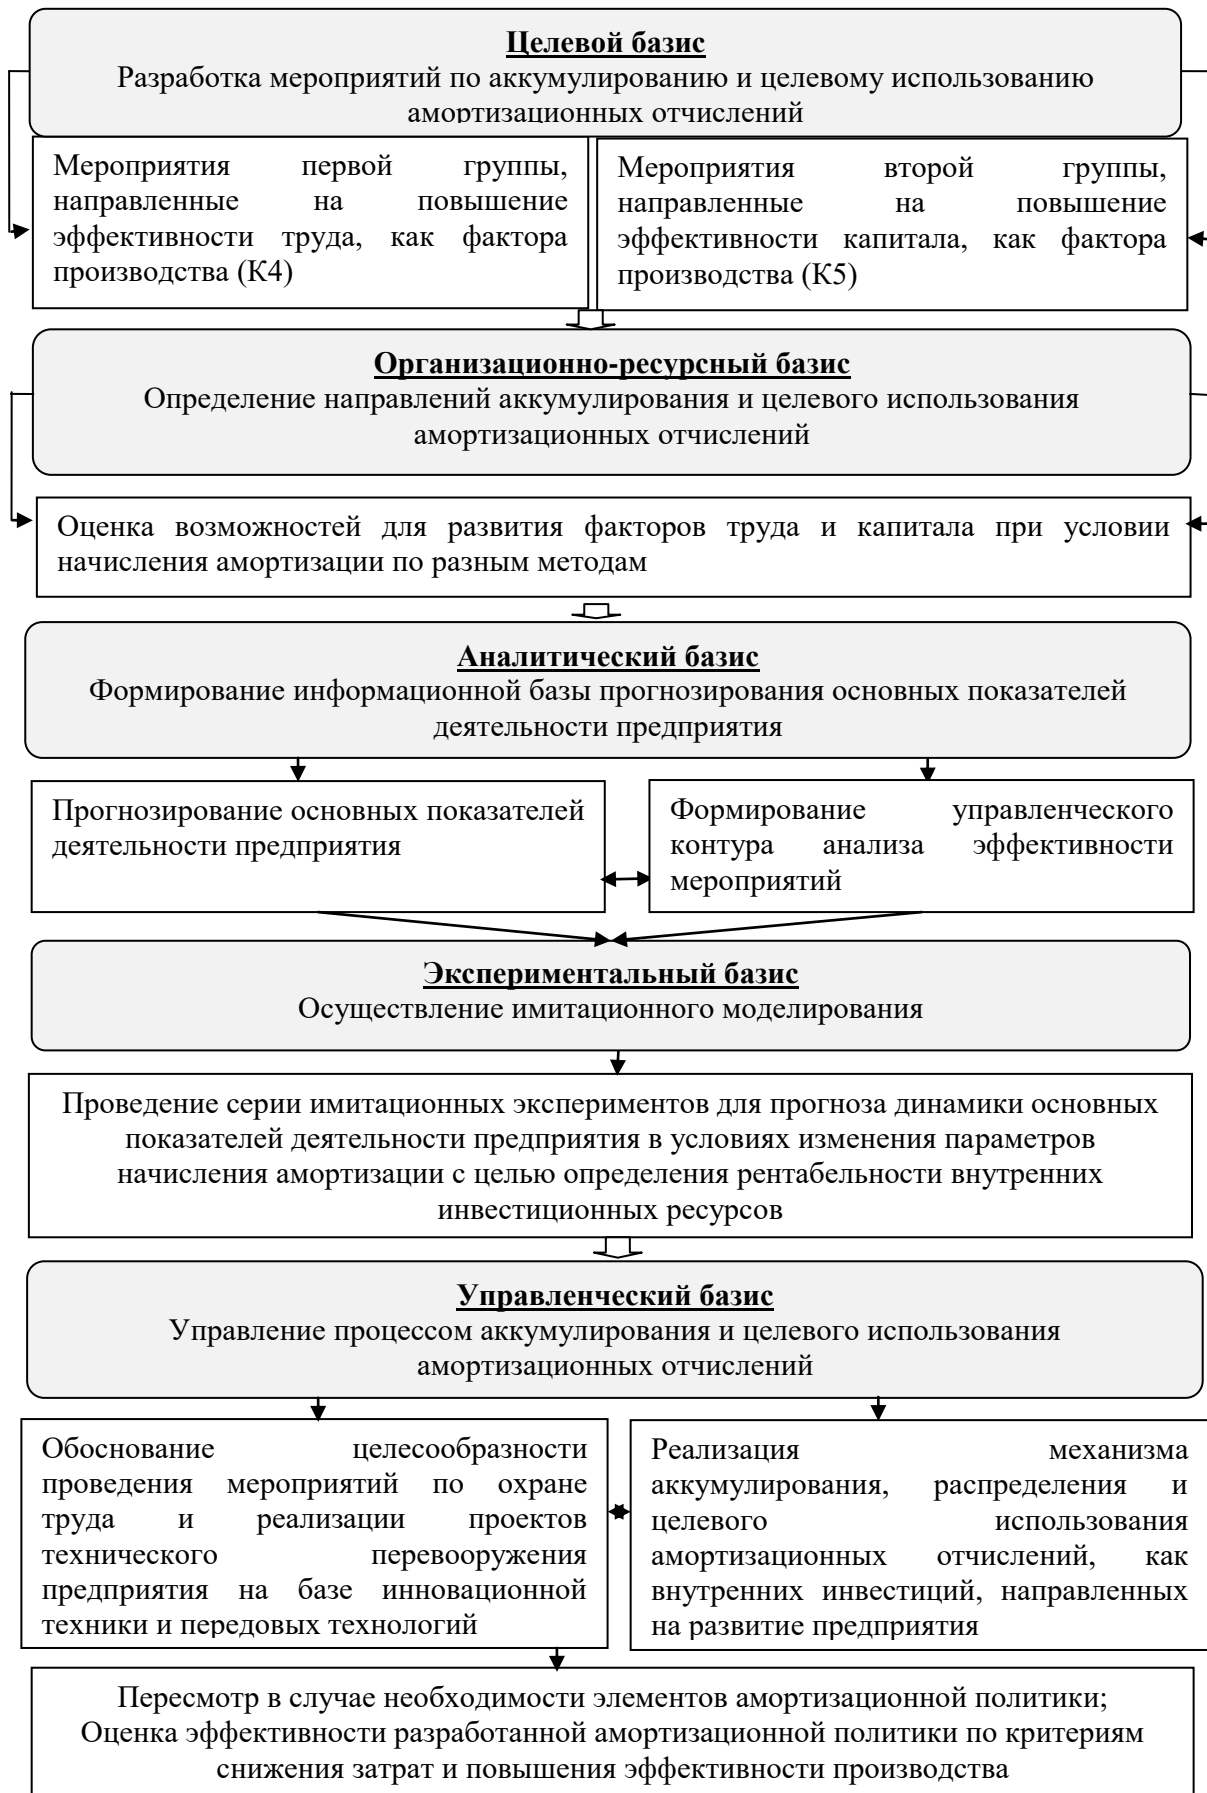 Целевой базис
Разработка мероприятий по аккумулированию и целевому использованию
амортизационных отчислений
Мероприятия первой группы,
направленные на повышение
эффективности труда, как фактора
производства (К4)
Мероприятия второй группы,
направленные на повышение
эффективности капитала, как фактора
производства (К5)
Организационно-ресурсный базис
Определение направлений аккумулирования и целевого использования
амортизационных отчислений
Оценка возможностей для развития факторов труда и капитала при условии
начисления амортизации по разным методам
Аналитический базис
Формирование информационной базы прогнозирования основных показателей
деятельности предприятия
Прогнозирование основных показателей
деятельности предприятия
Формирование управленческого
контура анализа эффективности
мероприятий
Экспериментальный базис
Осуществление имитационного моделирования
Проведение серии имитационных экспериментов для прогноза динамики основных
показателей деятельности предприятия в условиях изменения параметров
начисления амортизации с целью определения рентабельности внутренних
инвестиционных ресурсов
Управленческий базис
Управление процессом аккумулирования и целевого использования
амортизационных отчислений
Обоснование целесообразности
проведения мероприятий по охране
труда и реализации проектов
технического перевооружения
предприятия на базе инновационной
техники и передовых технологий
Реализация механизма
аккумулирования, распределения и
целевого использования
амортизационных отчислений, как
внутренних инвестиций, направленных
на развитие предприятия
Пересмотр в случае необходимости элементов амортизационной политики;
Оценка эффективности разработанной амортизационной политики по критериям
снижения затрат и повышения эффективности производства